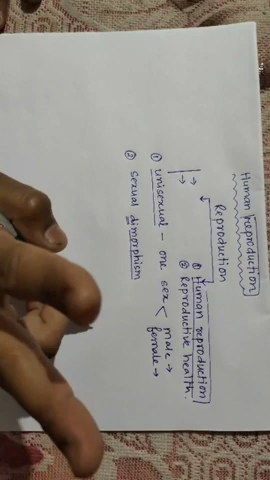 Human reproduction
Reproduction
① Human reproduction
② Reproductive health.
① unisexual – one sex < male →
female →
② sexual dimorphism